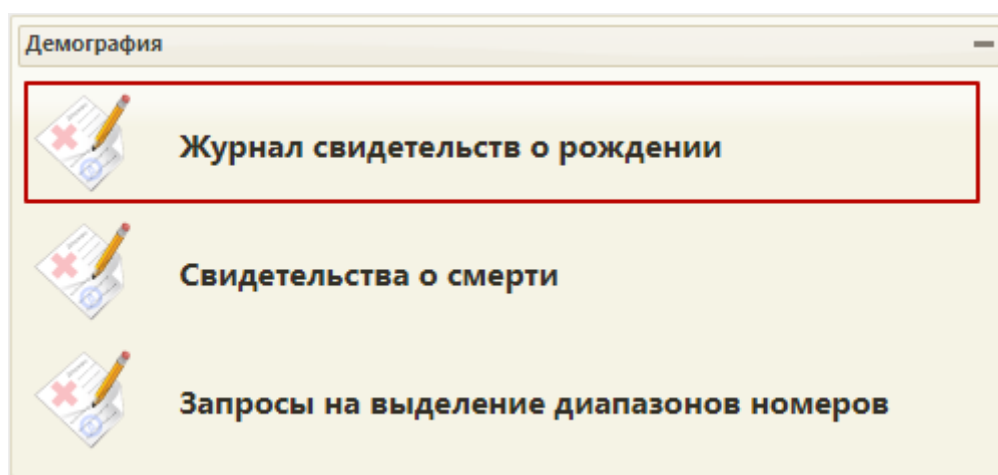 Демография
Журнал свидетельств о рождении
Свидетельства о смерти
Запросы на выделение диапазонов номеров